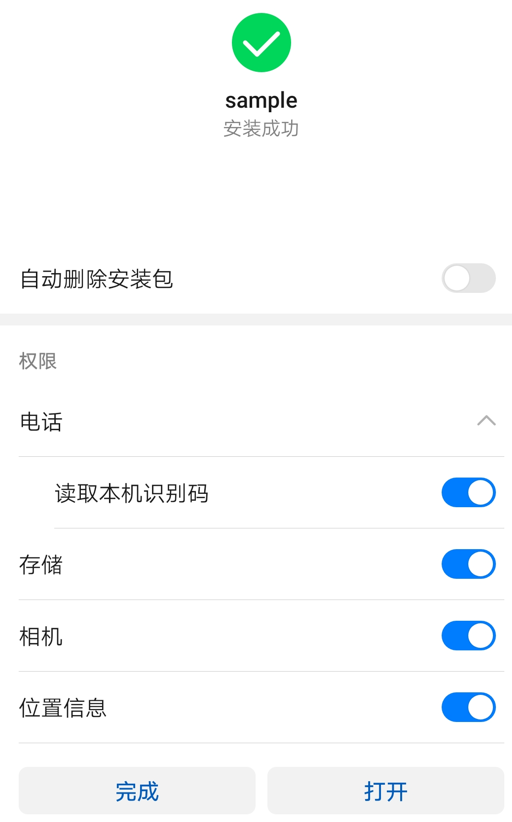 sample
安装成功
自动删除安装包
权限
电话
读取本机识别码
存储
相机
位置信息
完成
打开